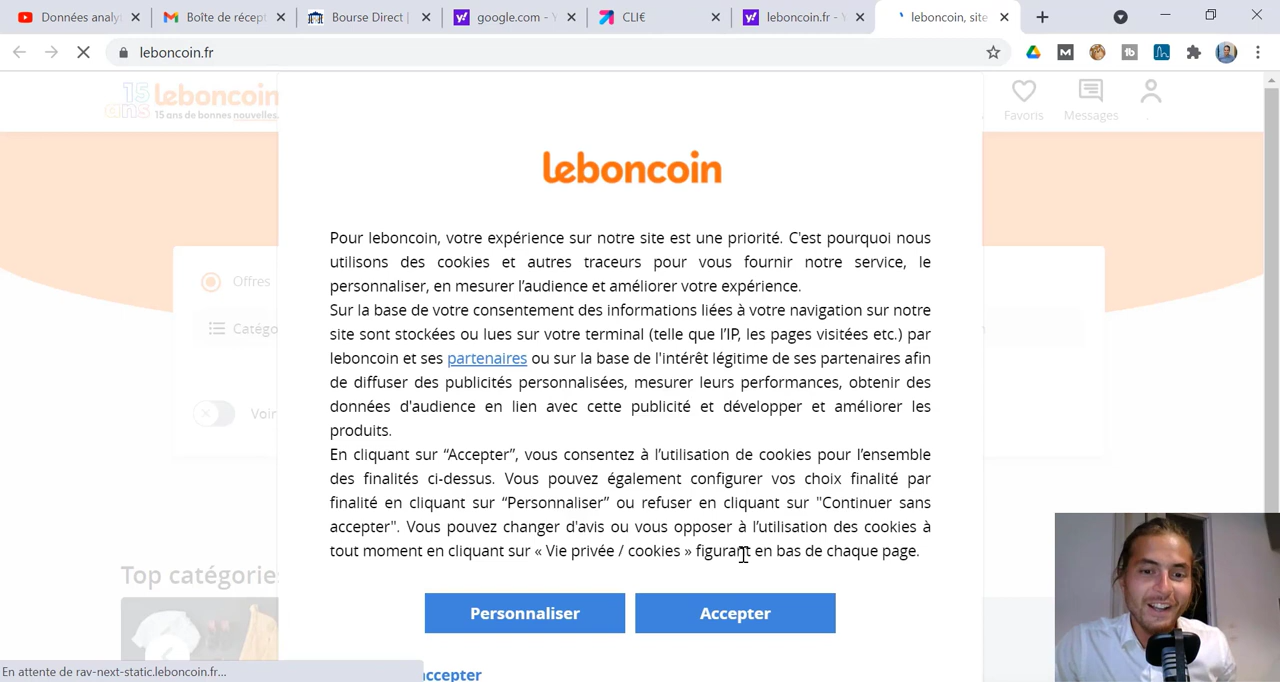 Données analyt
Boîte de récept
Bourse Direct |
google.com - Y
CLI€
leboncoin.fr - Y
leboncoin, site
leboncoin.fr
15 ans
leboncoin
15 ans de bonnes nouvelles.
Favoris
Messages
leboncoin
Pour leboncoin, votre expérience sur notre site est une priorité. C'est pourquoi nous
utilisons des cookies et autres traceurs pour vous fournir notre service, le
personnaliser, en mesurer l’audience et améliorer votre expérience.
Sur la base de votre consentement des informations liées à votre navigation sur notre
site sont stockées ou lues sur votre terminal (telle que l’IP, les pages visitées etc.) par
leboncoin et ses partenaires ou sur la base de l'intérêt légitime de ses partenaires afin
de diffuser des publicités personnalisées, mesurer leurs performances, obtenir des
données d'audience en lien avec cette publicité et développer et améliorer les
produits.
En cliquant sur “Accepter”, vous consentez à l’utilisation de cookies pour l’ensemble
des finalités ci-dessus. Vous pouvez également configurer vos choix finalité par
finalité en cliquant sur “Personnaliser” ou refuser en cliquant sur "Continuer sans
accepter". Vous pouvez changer d'avis ou vous opposer à l’utilisation des cookies à
tout moment en cliquant sur « Vie privée / cookies » figurant en bas de chaque page.
Offres
Catégo
Voir
Personnaliser
Accepter
Top catégorie
En attente de rav-next-static.leboncoin.fr...
accepter